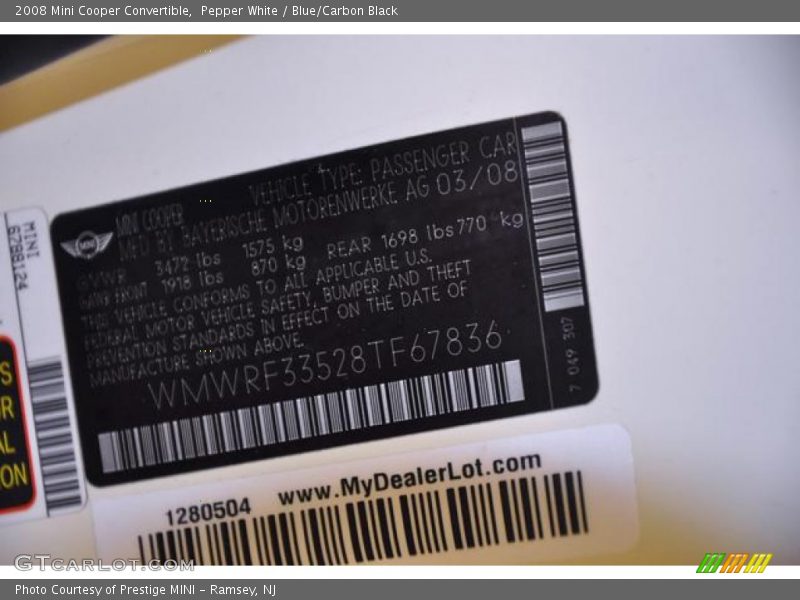 2008 Mini Cooper Convertible,  Pepper White / Blue/Carbon Black
MINI COOPER
VEHICLE TYPE: PASSENGER CAR
MFD BY BAYERISCHE MOTORENWERKE AG 03/08
GVWR 3472 lbs 1575 kg
GAWR FRONT 1918 lbs 870 kg REAR 1698 lbs 770 kg
THIS VEHICLE CONFORMS TO ALL APPLICABLE U.S.
FEDERAL MOTOR VEHICLE SAFETY, BUMPER AND THEFT
PREVENTION STANDARDS IN EFFECT ON THE DATE OF
MANUFACTURE SHOWN ABOVE.
WMWRF33528TF67836
7 049 307
MINI
6788124
www.MyDealerLot.com
1280504
GTcarlot.com
Photo Courtesy of Prestige MINI - Ramsey, NJ